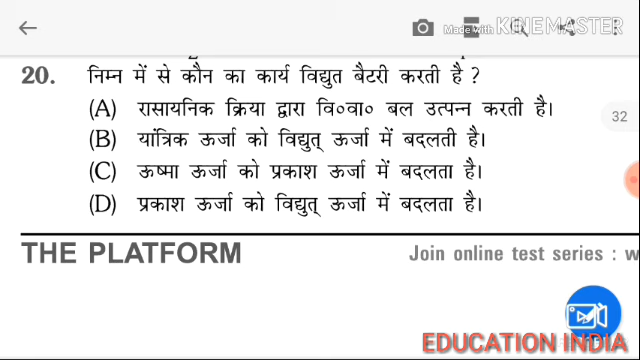 Made with KINEMASTER
20. निम्न में से कौन का कार्य विद्युत बैटरी करती है ?
(A) रासायनिक क्रिया द्वारा वि०वा० बल उत्पन्न करती है।
32
(B) यांत्रिक ऊर्जा को विद्युत् ऊर्जा में बदलती है।
(C) ऊष्मा ऊर्जा को प्रकाश ऊर्जा में बदलता है।
(D) प्रकाश ऊर्जा को विद्युत् ऊर्जा में बदलता है।
THE PLATFORM Join online test series : w
EDUCATION INDIA